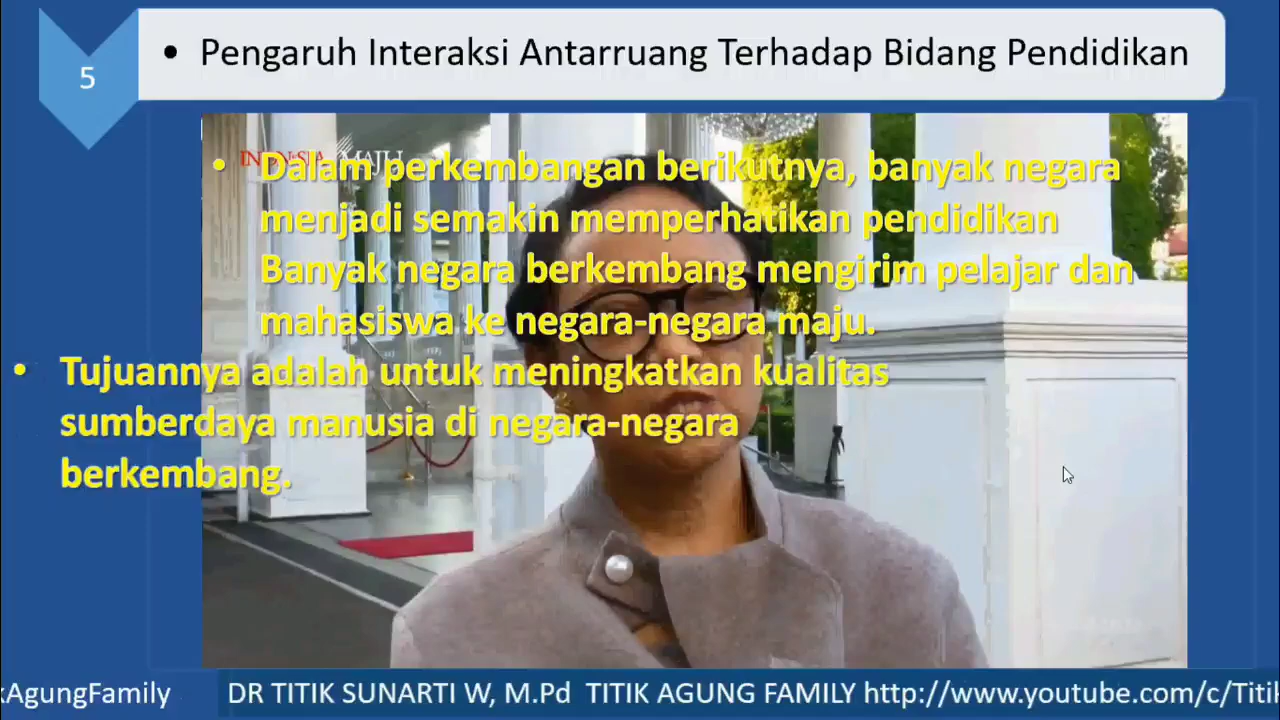 5
• Pengaruh Interaksi Antarruang Terhadap Bidang Pendidikan
• Dalam perkembangan berikutnya, banyak negara
menjadi semakin memperhatikan pendidikan
Banyak negara berkembang mengirim pelajar dan
mahasiswa ke negara-negara maju.
• Tujuannya adalah untuk meningkatkan kualitas
sumberdaya manusia di negara-negara
berkembang.
kAgungFamily DR TITIK SUNARTI W, M.Pd TITIK AGUNG FAMILY http://www.youtube.com/c/Titik